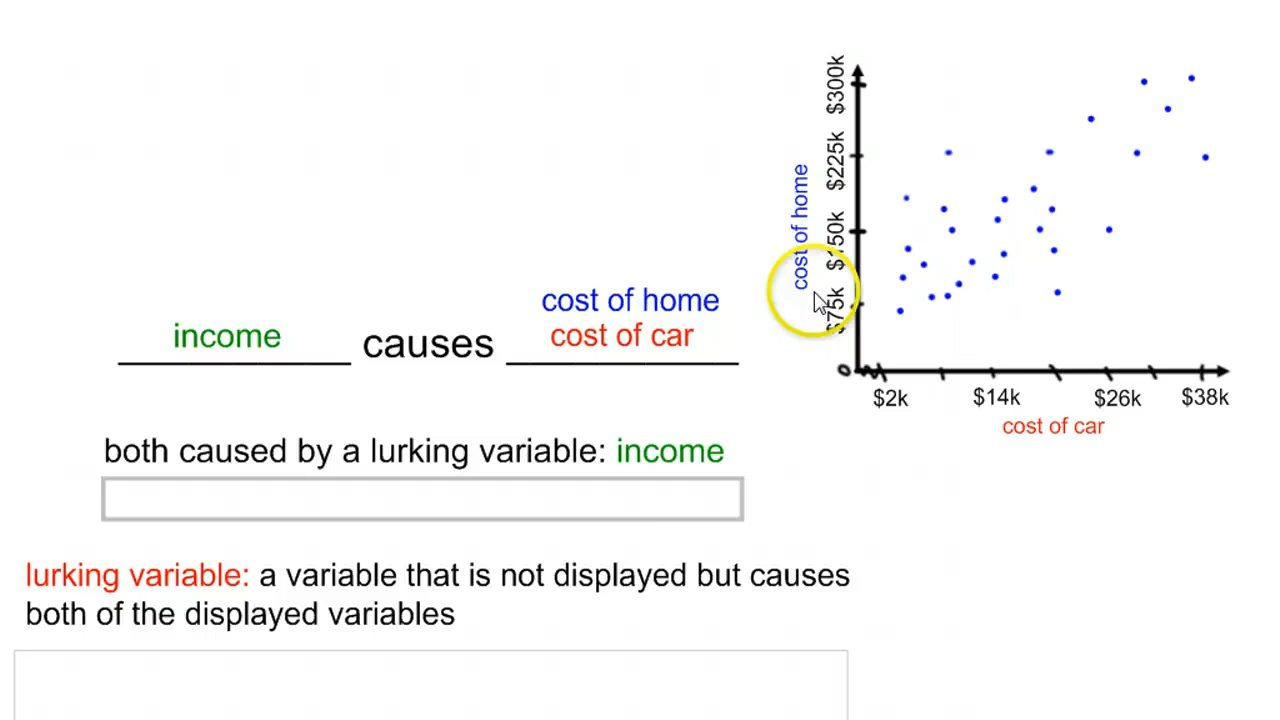 cost of home
income causes cost of car
both caused by a lurking variable: income
lurking variable: a variable that is not displayed but causes
both of the displayed variables
cost of home
$300k
$225k
$150k
$75k
0
$2k $14k $26k $38k
cost of car